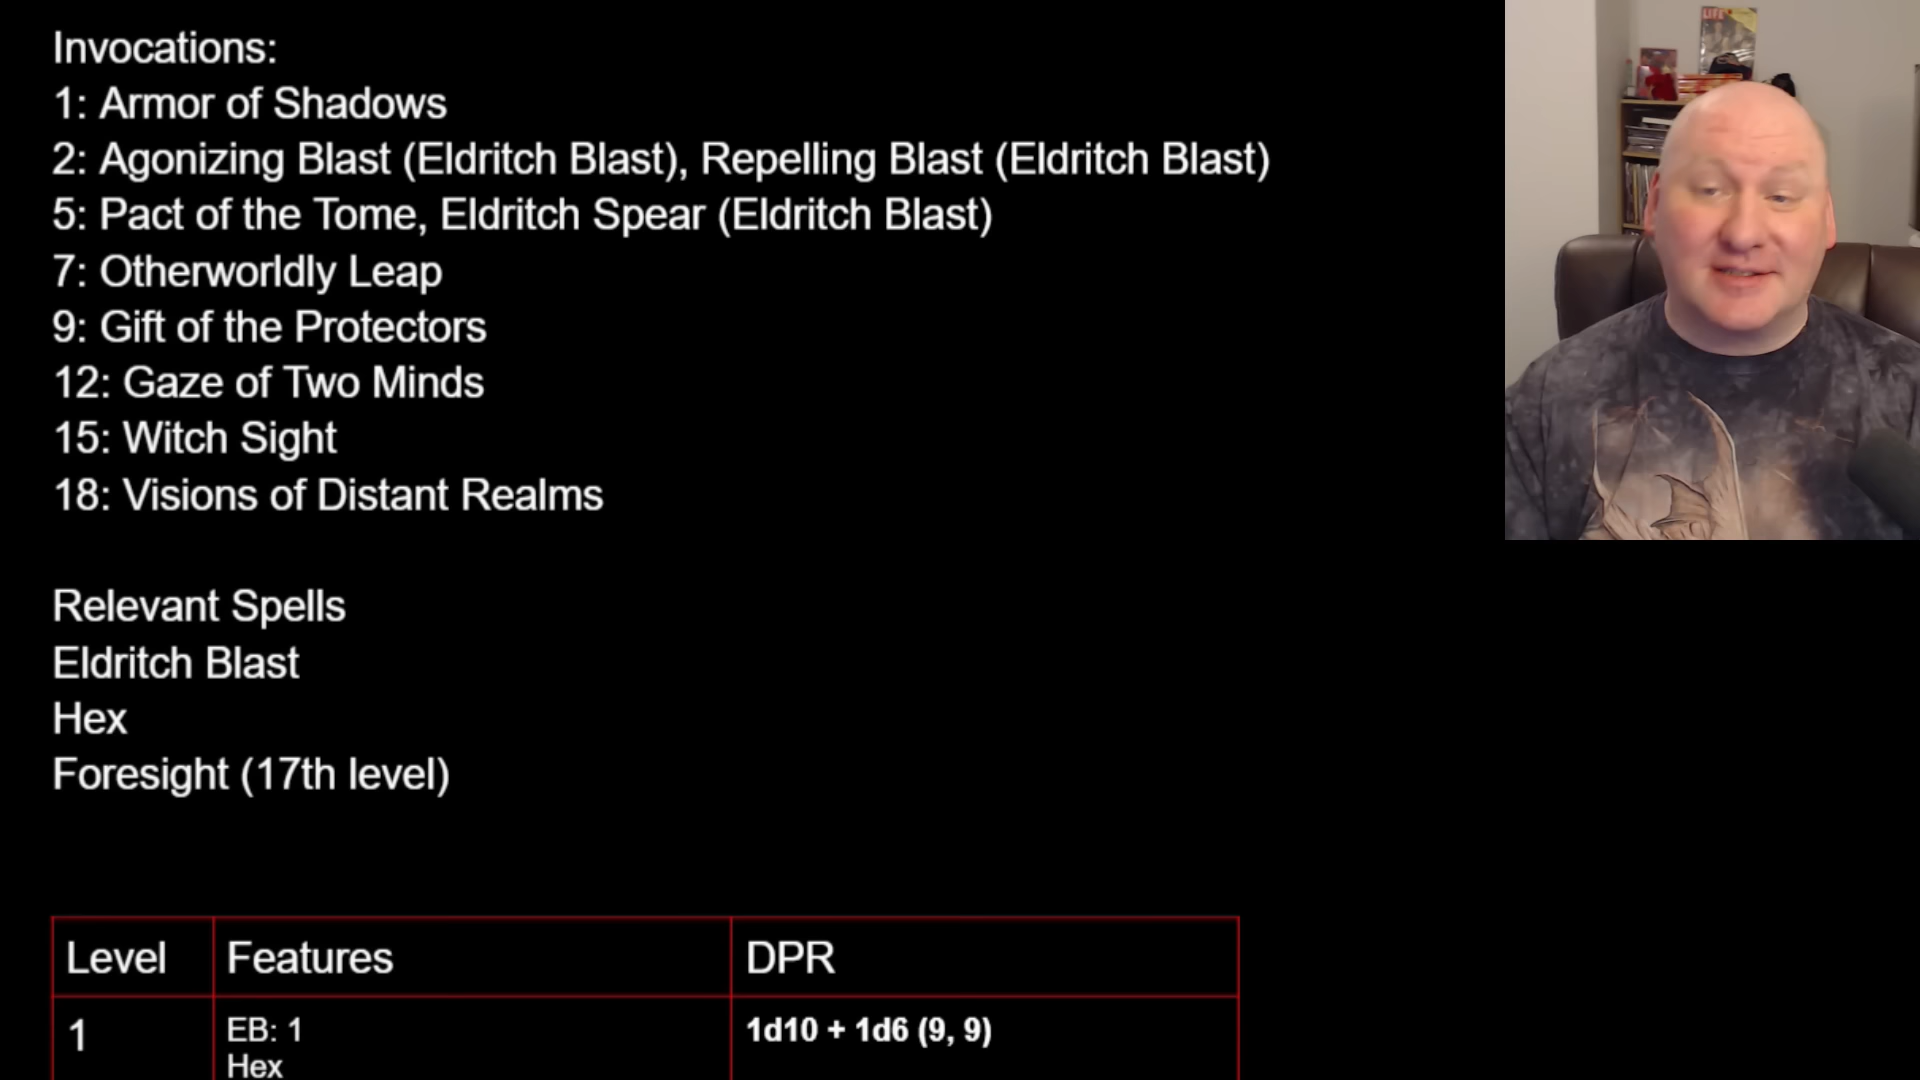 Invocations:
1: Armor of Shadows
2: Agonizing Blast (Eldritch Blast), Repelling Blast (Eldritch Blast)
5: Pact of the Tome, Eldritch Spear (Eldritch Blast)
7: Otherworldly Leap
9: Gift of the Protectors
12: Gaze of Two Minds
15: Witch Sight
18: Visions of Distant Realms
Relevant Spells
Eldritch Blast
Hex
Foresight (17th level)
Level Features DPR
1 EB: 1 1d10 + 1d6 (9, 9)
Hex
LIFE